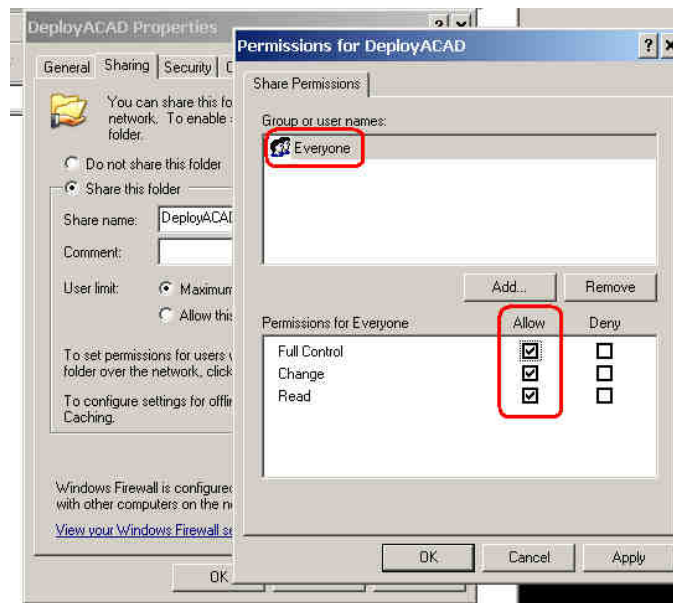 DeployACAD Properties
General Sharing Security
You can share this fo
network. To enable
folder.
Do not share this folder
Share this folder
Share name: DeployACAD
Comment:
User limit: Maximum
Allow this
To set permissions for users
folder over the network, click
To configure settings for offli
Caching.
Windows Firewall is configured
with other computers on the n
View your Windows Firewall se
OK
Permissions for DeployACAD
Share Permissions
Group or user names:
Everyone
Add... Remove
Permissions for Everyone Allow Deny
Full Control
Change
Read
OK Cancel Apply